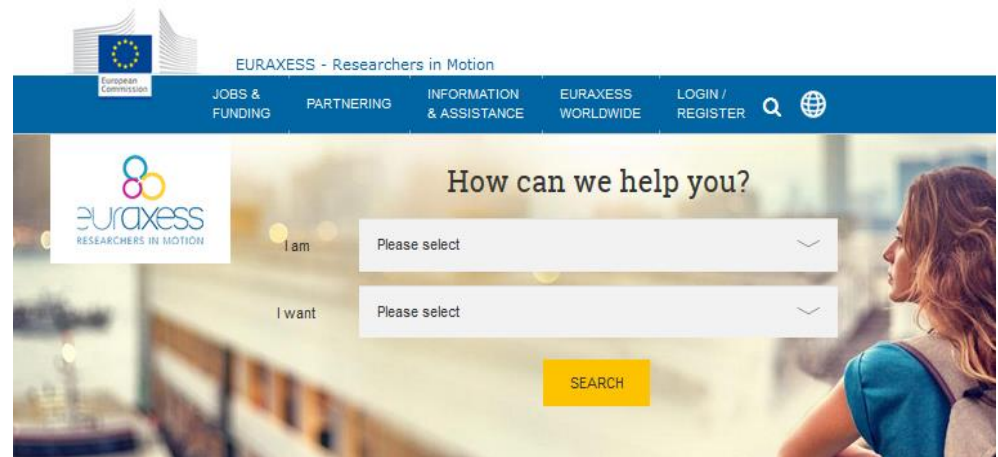 European
Commission
EURAXESS - Researchers in Motion
JOBS &
FUNDING
PARTNERING
INFORMATION
& ASSISTANCE
EURAXESS
WORLDWIDE
LOGIN /
REGISTER
euraxess
RESEARCHERS IN MOTION
How can we help you?
I am
Please select
I want
Please select
SEARCH